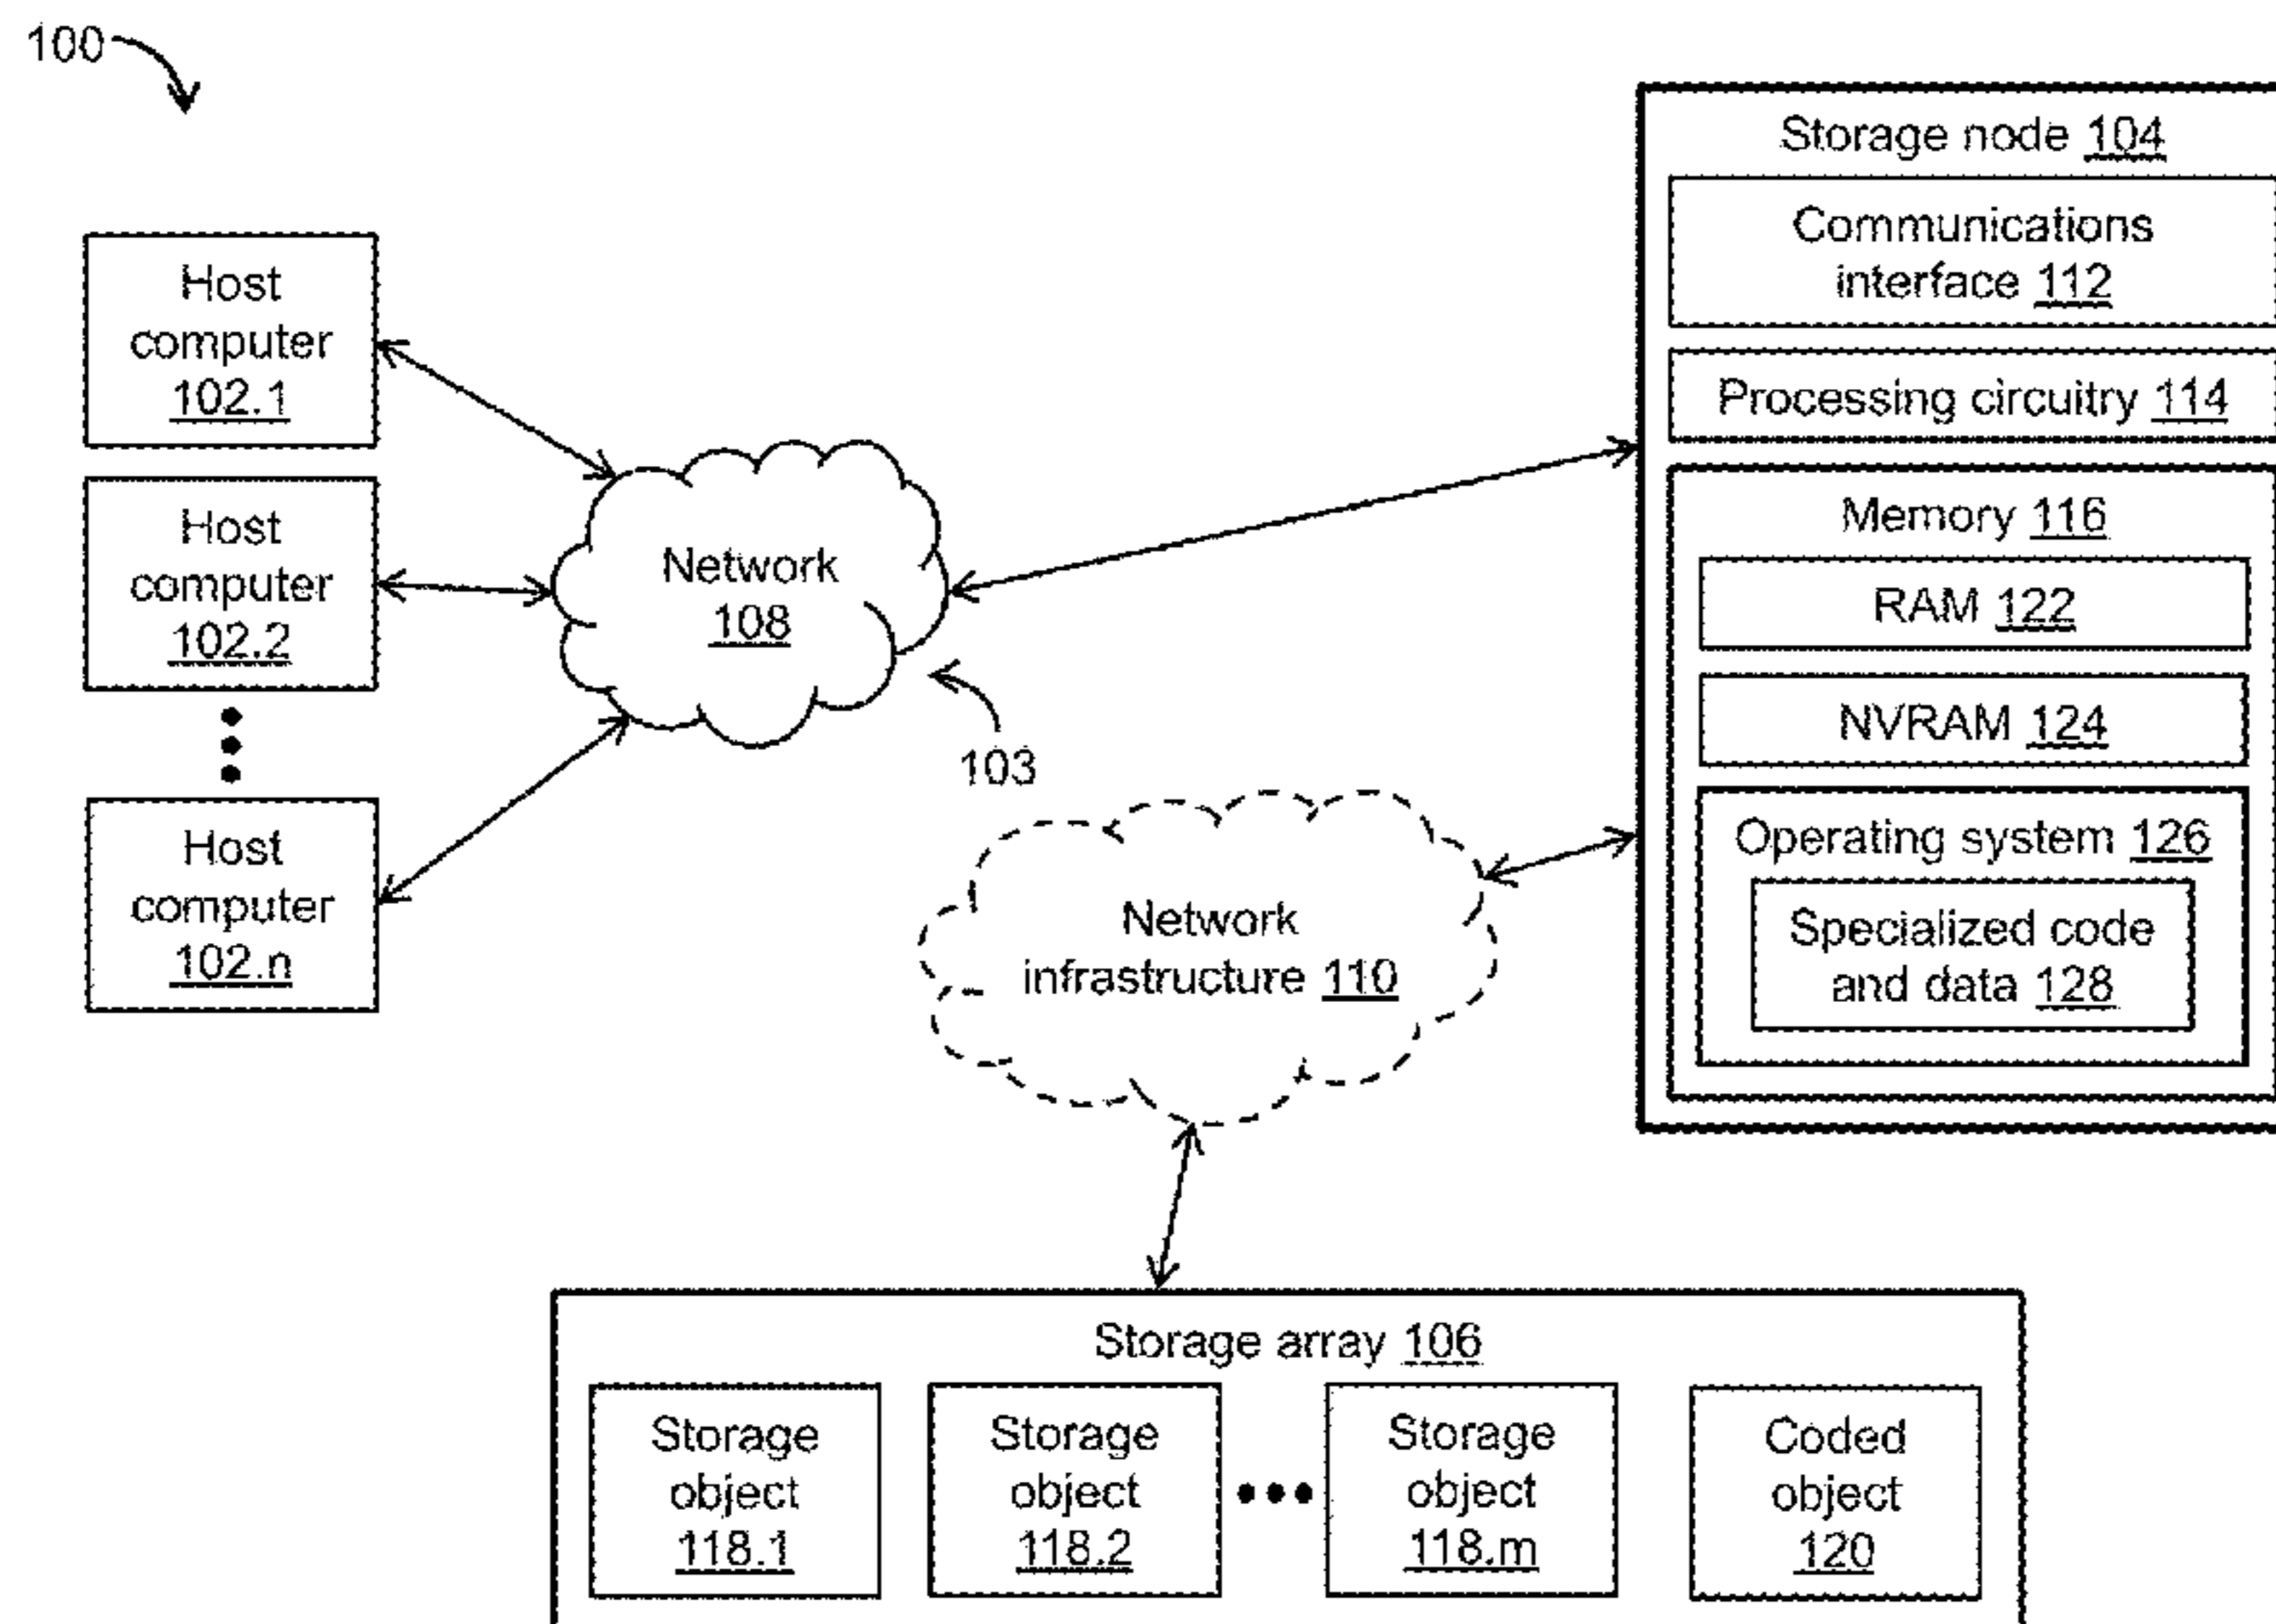 100
Host
computer
102.1
Host
computer
102.2
Host
computer
102.n
Network
108
103
Network
infrastructure 110
Storage node 104
Communications
interface 112
Processing circuitry 114
Memory 116
RAM 122
NVRAM 124
Operating system 126
Specialized code
and data 128
Storage array 106
Storage
object
118.1
Storage
object
118.2
Storage
object
118.m
Coded
object
120